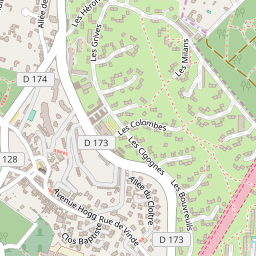 Allée de
Les Hérons
Les Grives
Les Milans
D 174
Les Colombes
Les Cigognes
D 173
128
Allée du Cloître
Les Bouvreuils
Avenue Hogg
Rue de Vinde
Clos Baptiste
D 173